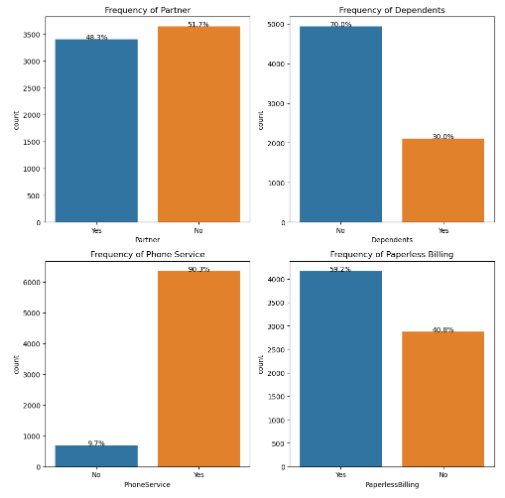 Frequency of Partner
48.3%
51.7%
3500
3000
2500
2000
1500
1000
500
0
count
Yes No
Partner
Frequency of Dependents
70.0%
30.0%
5000
4000
3000
2000
1000
0
count
No Yes
Dependents
Frequency of Phone Service
9.7%
90.3%
6000
5000
4000
3000
2000
1000
0
count
No Yes
PhoneService
Frequency of Paperless Billing
59.2%
40.8%
4000
3500
3000
2500
2000
1500
1000
500
0
count
Yes No
PaperlessBilling